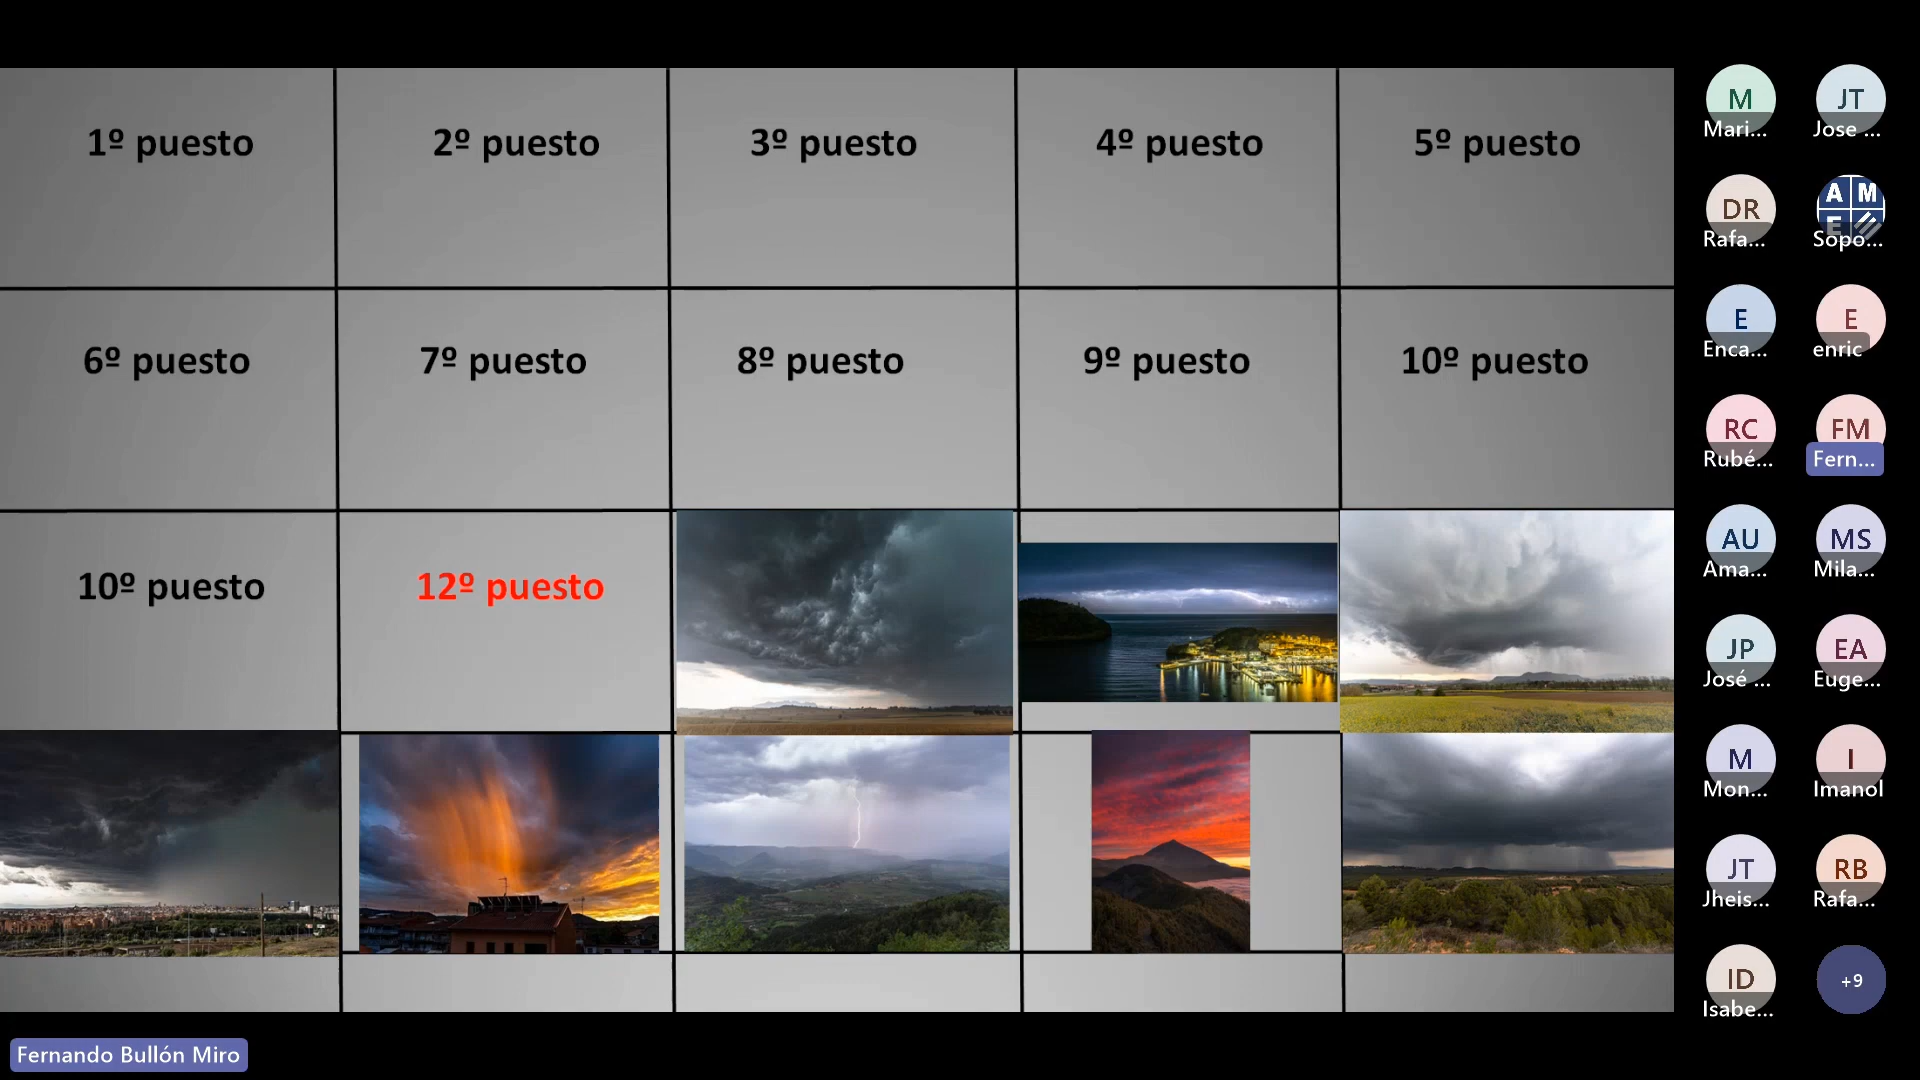 1º puesto
2º puesto
3º puesto
4º puesto
5º puesto
6º puesto
7º puesto
8º puesto
9º puesto
10º puesto
10º puesto
12º puesto
M
Mari...
JT
Jose ...
DR
Rafa...
A M
E
Sopo...
E
Enca...
E
enric
RC
Rubé...
FM
Fern...
AU
Ama...
MS
Mila...
JP
José ...
EA
Euge...
M
Mon...
I
Imanol
JT
Jheis...
RB
Rafa...
ID
Isabe...
+9
Fernando Bullón Miro